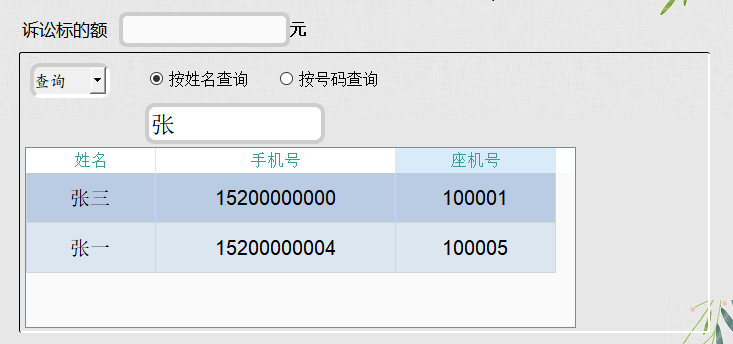 诉讼标的额 元
查询 按姓名查询 按号码查询
张
姓名 手机号 座机号
张三 15200000000 100001
张一 15200000004 100005